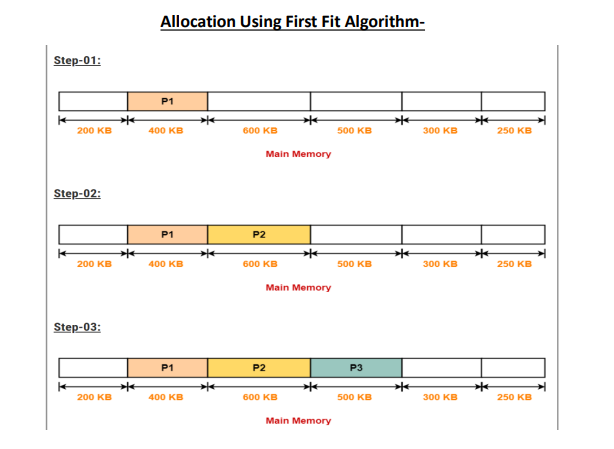 Allocation Using First Fit Algorithm-
Step-01:
P1
200 KB 400 KB 600 KB 500 KB 300 KB 250 KB
Main Memory
Step-02:
P1 P2
200 KB 400 KB 600 KB 500 KB 300 KB 250 KB
Main Memory
Step-03:
P1 P2 P3
200 KB 400 KB 600 KB 500 KB 300 KB 250 KB
Main Memory